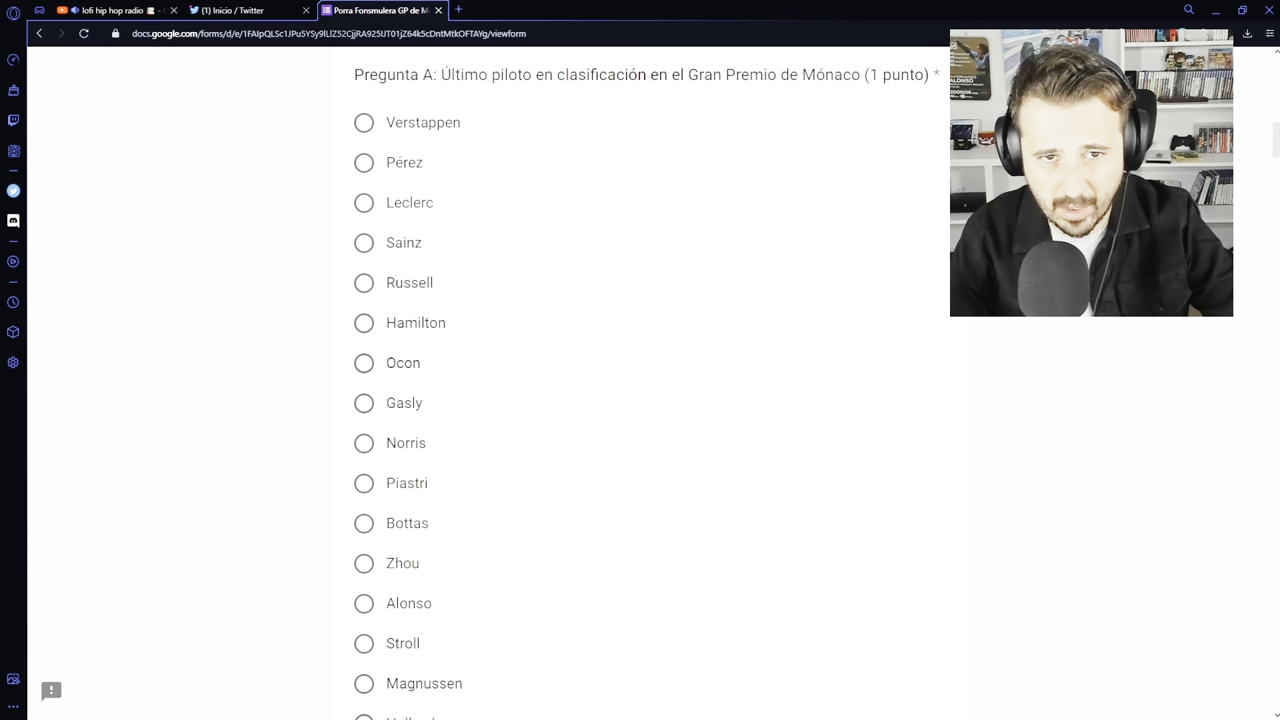 lofi hip hop radio
(1) Inicio / Twitter
Porra Fonsmulera GP de M
docs.google.com/forms/d/e/1FAIpQLSc1JPu5YSy9lLlZ52CjjRA925IJT01jZ64k5cDntMtkOFTAYg/viewform
Pregunta A: Último piloto en clasificación en el Gran Premio de Mónaco (1 punto) *
Verstappen
Pérez
Leclerc
Sainz
Russell
Hamilton
Ocon
Gasly
Norris
Piastri
Bottas
Zhou
Alonso
Stroll
Magnussen
ALONSO